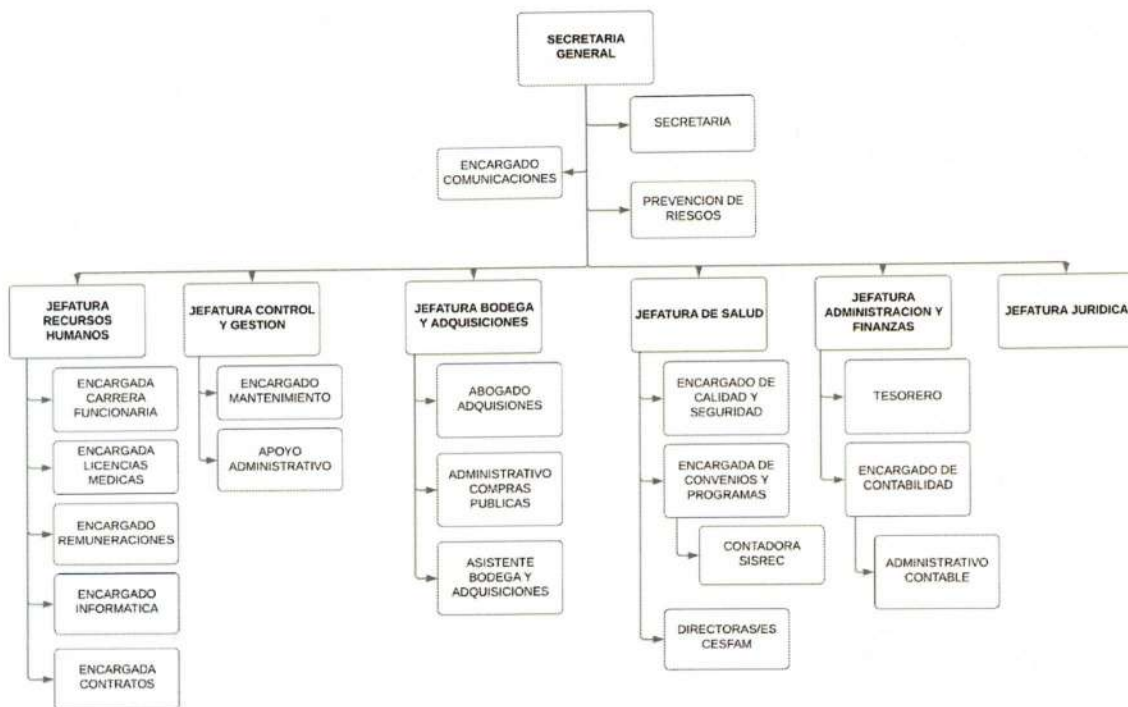 SECRETARIA
GENERAL
SECRETARIA
ENCARGADO
COMUNICACIONES
PREVENCION DE
RIESGOS
JEFATURA
RECURSOS
HUMANOS
JEFATURA CONTROL
Y GESTION
JEFATURA BODEGA
Y ADQUISICIONES
JEFATURA DE SALUD
JEFATURA
ADMINISTRACION Y
FINANZAS
JEFATURA JURIDICA
ENCARGADA
CARRERA
FUNCIONARIA
ENCARGADA
LICENCIAS
MEDICAS
ENCARGADO
REMUNERACIONES
ENCARGADO
INFORMATICA
ENCARGADA
CONTRATOS
ENCARGADO
MANTENIMIENTO
APOYO
ADMINISTRATIVO
ABOGADO
ADQUISIONES
ADMINISTRATIVO
COMPRAS
PUBLICAS
ASISTENTE
BODEGA Y
ADQUISICIONES
ENCARGADO DE
CALIDAD Y
SEGURIDAD
ENCARGADA DE
CONVENIOS Y
PROGRAMAS
CONTADORA
SISREC
DIRECTORAS/ES
CESFAM
TESORERO
ENCARGADO DE
CONTABILIDAD
ADMINISTRATIVO
CONTABLE